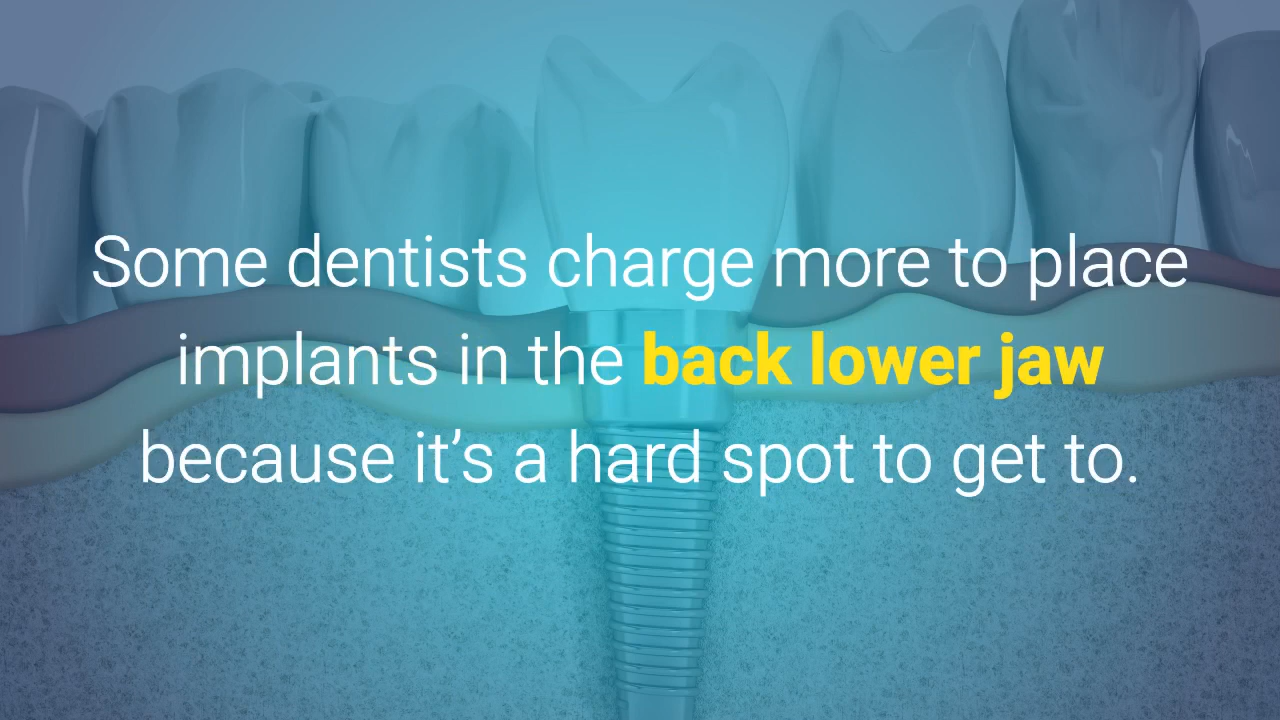 Some dentists charge more to place
implants in the back lower jaw
because it’s a hard spot to get to.